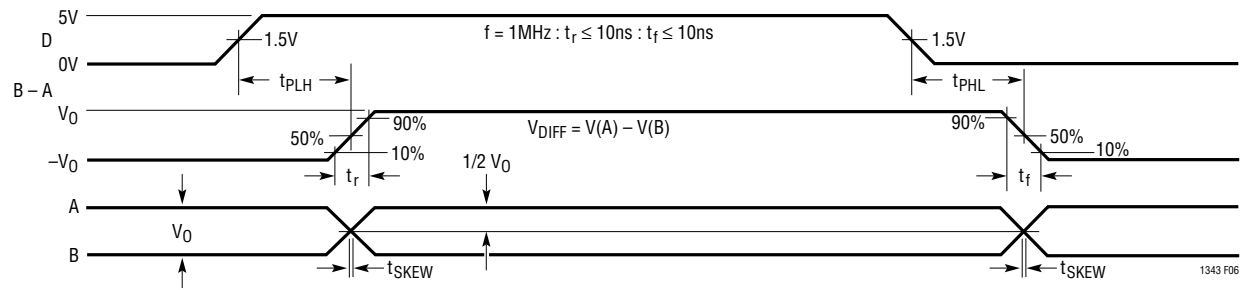 5V
D
0V
1.5V
f = 1MHz : tr ≤ 10ns : tf ≤ 10ns
1.5V
tPLH
tPHL
B – A
VO
–VO
50%
90%
10%
tr
VDIFF = V(A) – V(B)
1/2 VO
90%
50%
10%
tf
A
VO
B
tSKEW
tSKEW
1343 F06